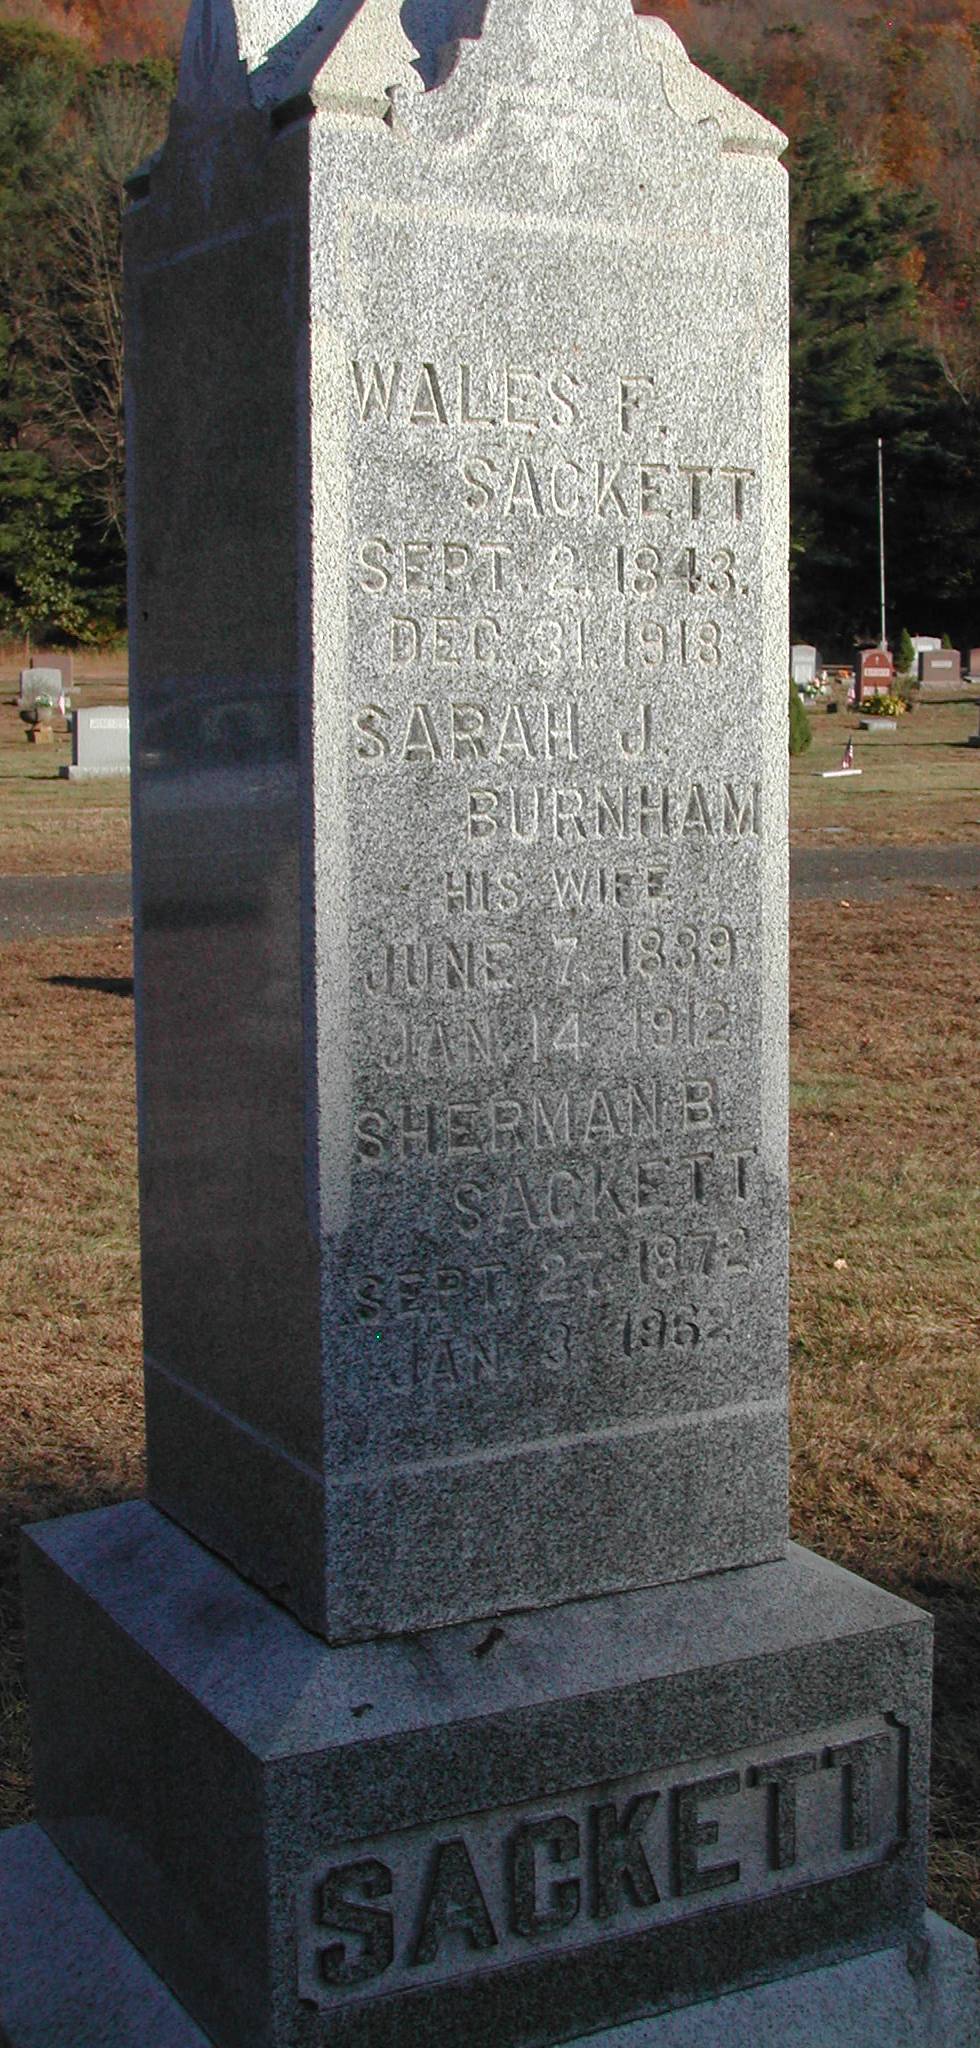 WALES F.
SACKETT
SEPT. 2. 1843.
DEC. 31. 1918
SARAH J.
BURNHAM
HIS WIFE
JUNE 7. 1839
JAN. 14 1912
SHERMAN B.
SACKETT
SEPT. 27. 1872
JAN. 3 1952
SACKETT